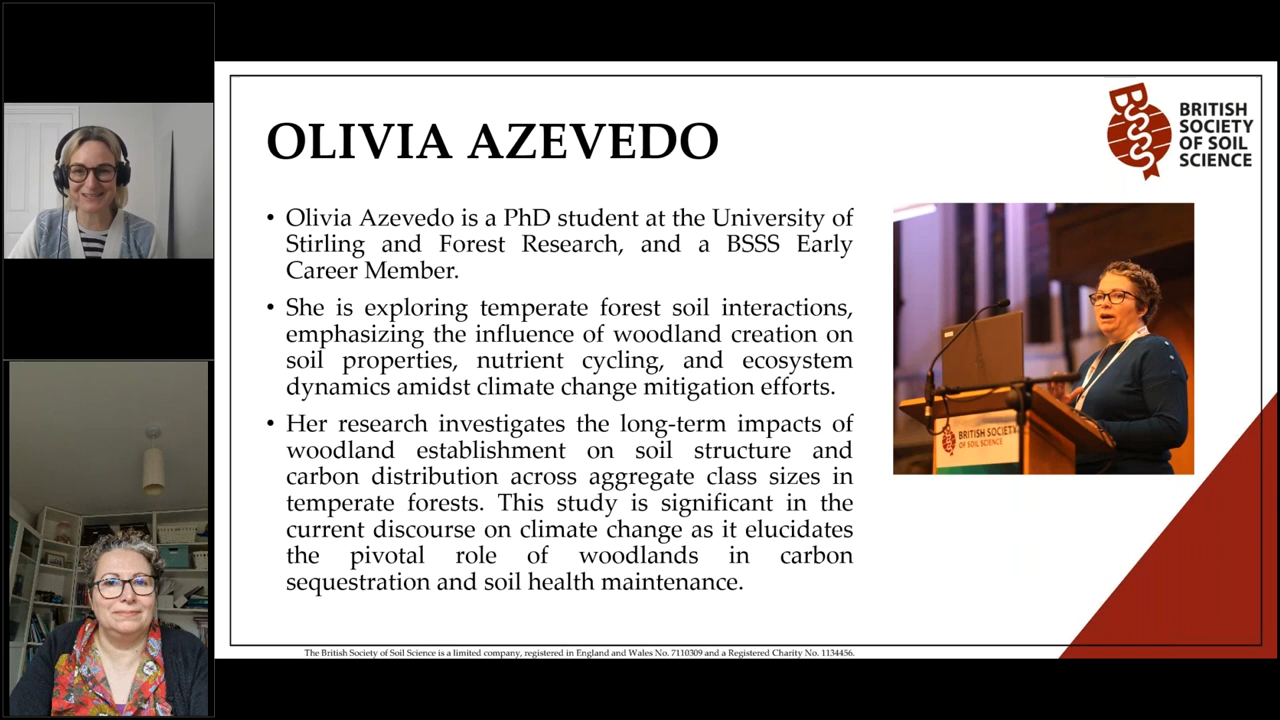 OLIVIA AZEVEDO
BSSS
BRITISH
SOCIETY
OF SOIL
SCIENCE
• Olivia Azevedo is a PhD student at the University of
Stirling and Forest Research, and a BSSS Early
Career Member.
• She is exploring temperate forest soil interactions,
emphasizing the influence of woodland creation on
soil properties, nutrient cycling, and ecosystem
dynamics amidst climate change mitigation efforts.
• Her research investigates the long-term impacts of
woodland establishment on soil structure and
carbon distribution across aggregate class sizes in
temperate forests. This study is significant in the
current discourse on climate change as it elucidates
the pivotal role of woodlands in carbon
sequestration and soil health maintenance.
BRITISH SOCIETY
OF SOIL SCIENCE
The British Society of Soil Science is a limited company, registered in England and Wales No. 7110309 and a Registered Charity No. 1134456.